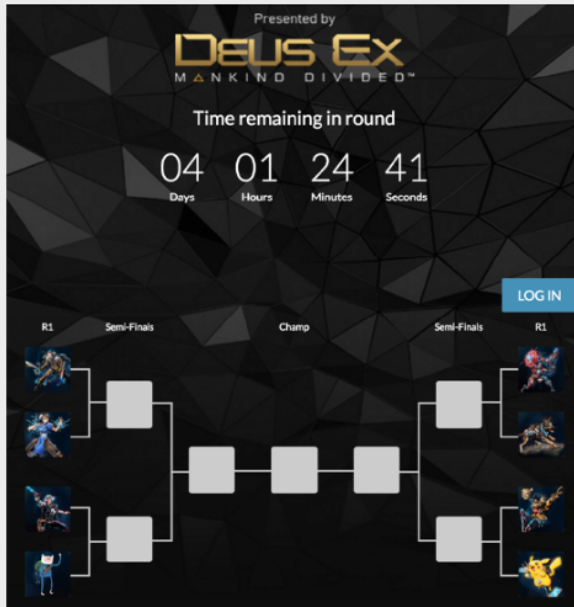 Presented by
DEUS EX
MANKIND DIVIDED™
Time remaining in round
04 01 24 41
Days Hours Minutes Seconds
LOG IN
R1 Semi-Finals Champ Semi-Finals R1